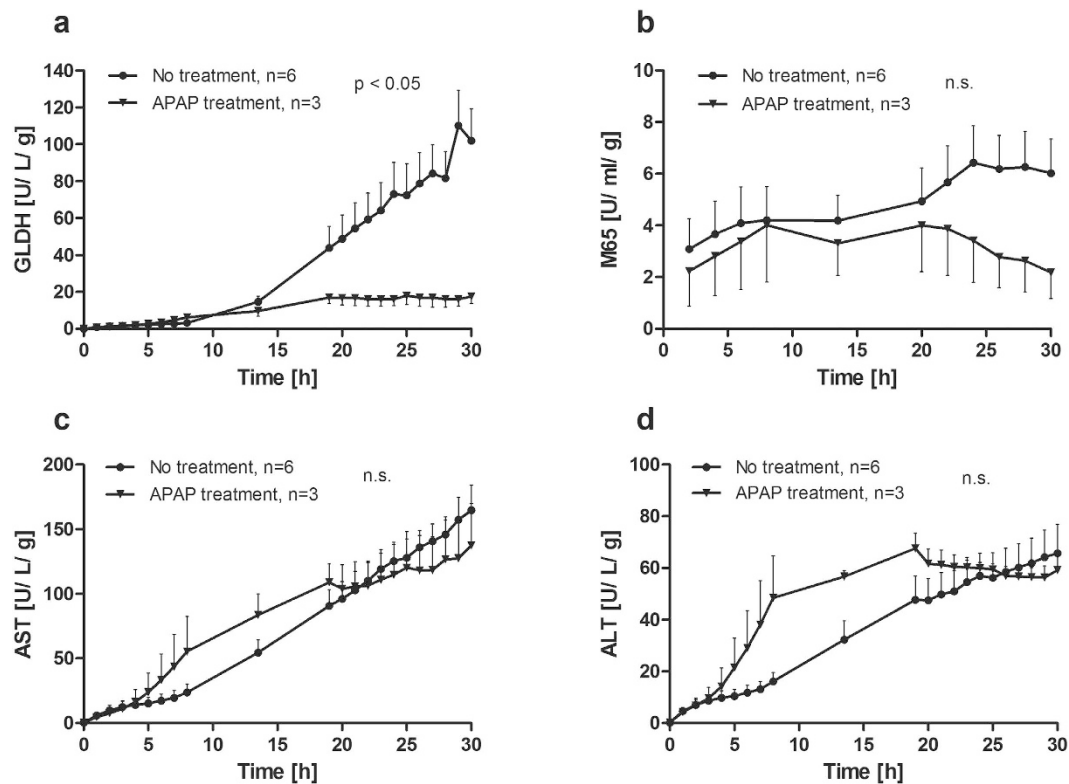 a
140
120
100
80
60
40
20
0
GLDH [U/ L/ g]
No treatment, n=6
APAP treatment, n=3
p < 0.05
0 5 10 15 20 25 30
Time [h]
b
10
8
6
4
2
0
M65 [U/ ml/ g]
No treatment, n=6
APAP treatment, n=3
n.s.
0 5 10 15 20 25 30
Time [h]
c
200
150
100
50
0
AST [U/ L/ g]
No treatment, n=6
APAP treatment, n=3
n.s.
0 5 10 15 20 25 30
Time [h]
d
100
80
60
40
20
0
ALT [U/ L/ g]
No treatment, n=6
APAP treatment, n=3
n.s.
0 5 10 15 20 25 30
Time [h]